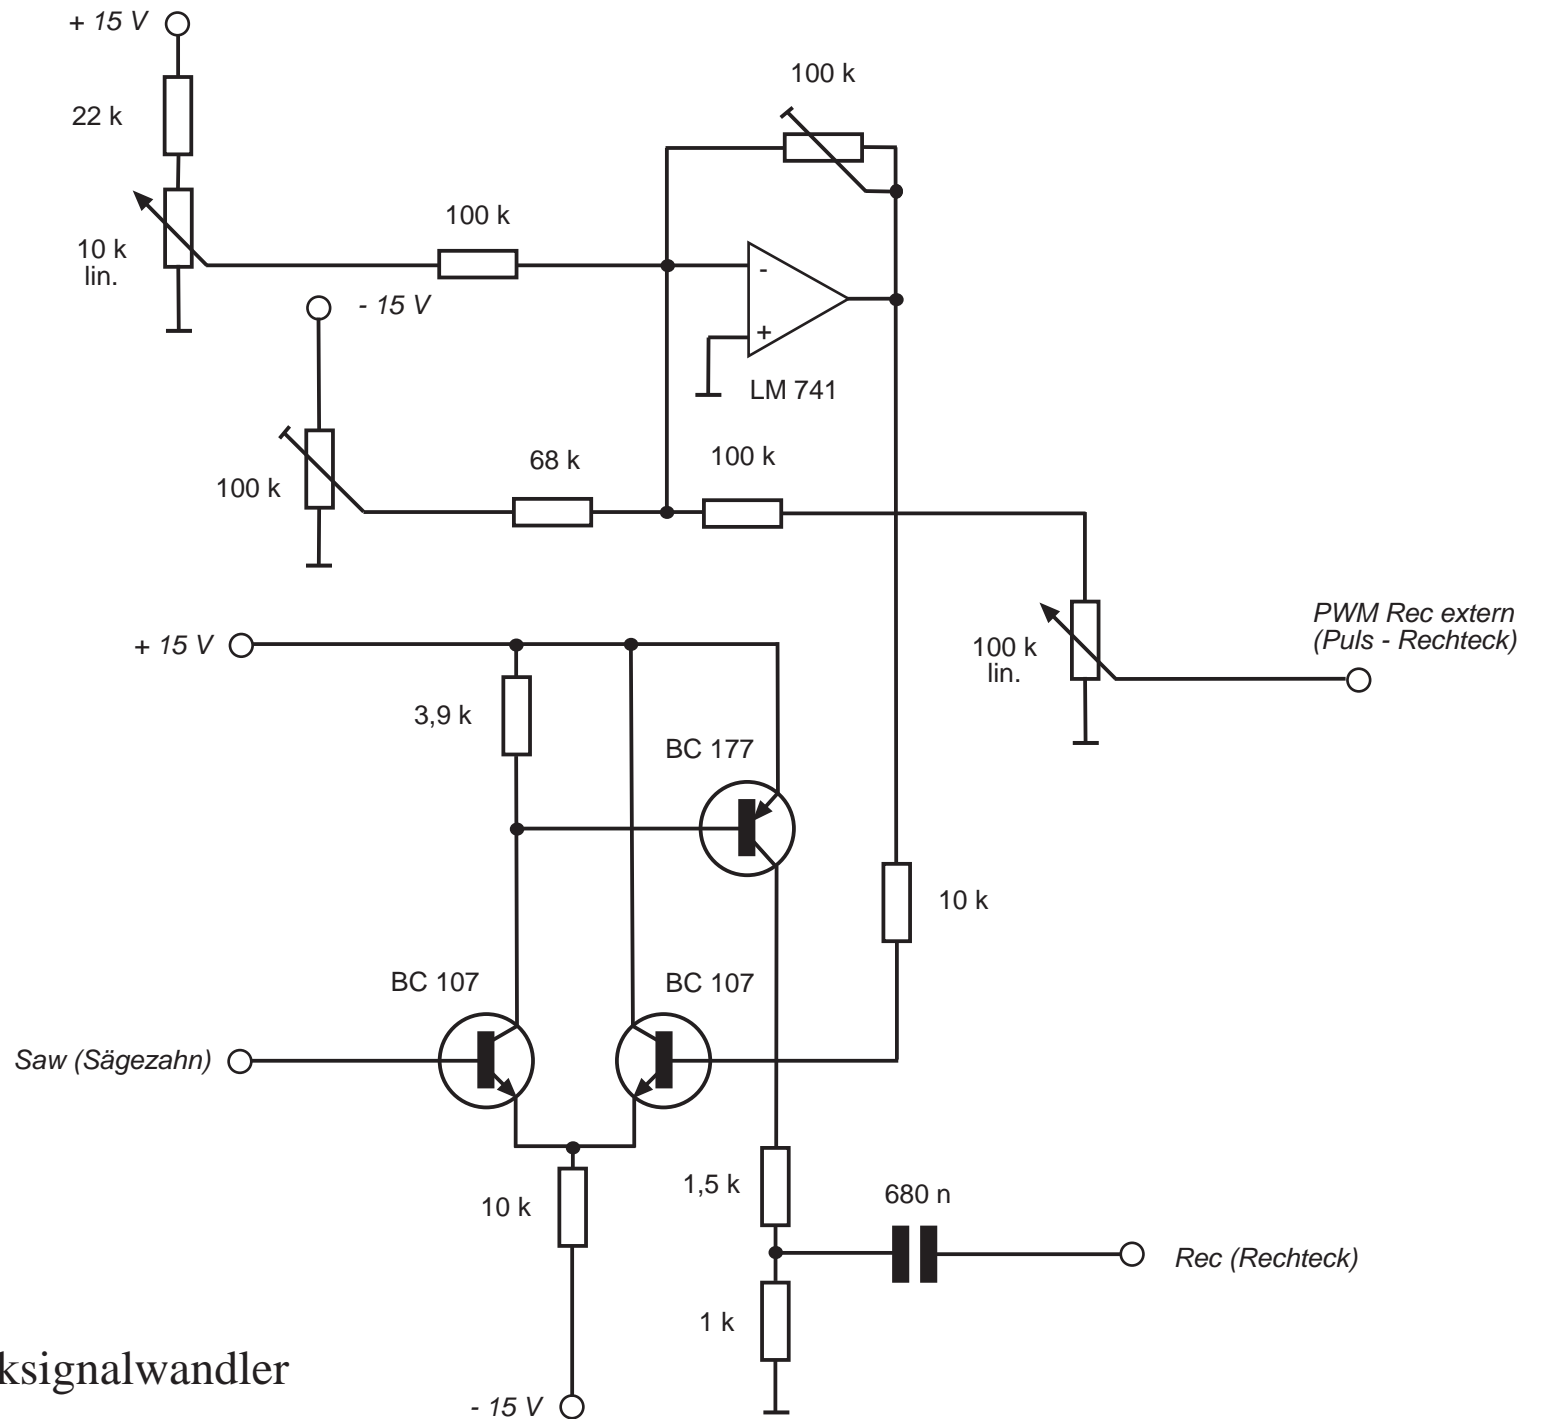 + 15 V
22 k
10 k
lin.
100 k
100 k
- 15 V
-
+
LM 741
100 k
68 k
100 k
+ 15 V
3,9 k
BC 177
100 k
lin.
PWM Rec extern
(Puls - Rechteck)
10 k
BC 107
BC 107
Saw (Sägezahn)
10 k
1,5 k
680 n
Rec (Rechteck)
1 k
ksignalwandler
- 15 V